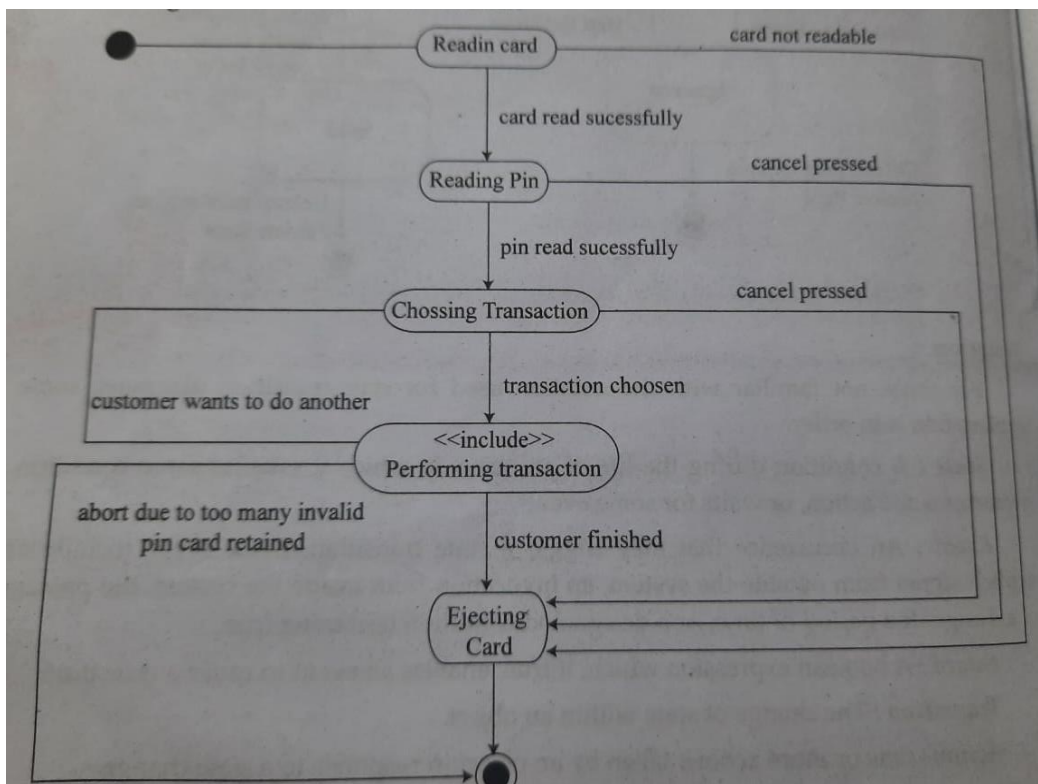 Readin card
card not readable
card read sucessfully
Reading Pin
cancel pressed
pin read sucessfully
Chossing Transaction
cancel pressed
transaction choosen
customer wants to do another
<<include>>
Performing transaction
abort due to too many invalid
pin card retained
customer finished
Ejecting
Card